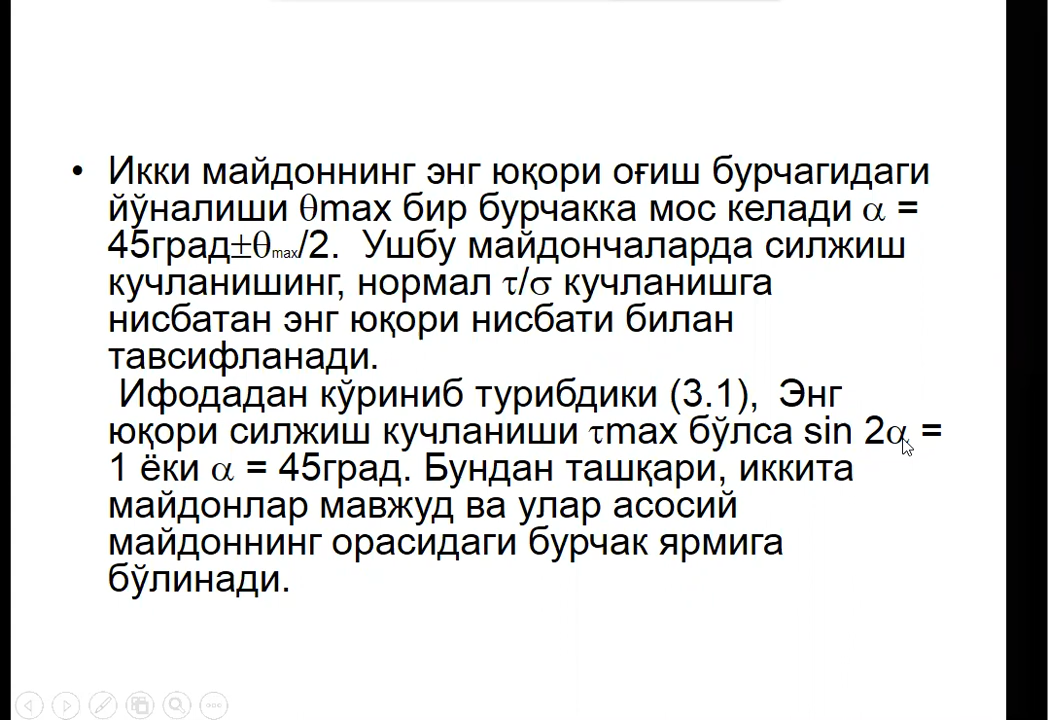 • Икки майдоннинг энг юқори оғиш бурчагидаги
йўналиши θmax бир бурчакка мос келади α =
45град±θmax/2. Ушбу майдончаларда силжиш
кучланишинг, нормал τ/σ кучланишга
нисбатан энг юқори нисбати билан
тавсифланади.
Ифодадан кўриниб турибдики (3.1), Энг
юқори силжиш кучланиши τmax бўлса sin 2α =
1 ёки α = 45град. Бундан ташқари, иккита
майдонлар мавжуд ва улар асосий
майдоннинг орасидаги бурчак ярмига
бўлинади.